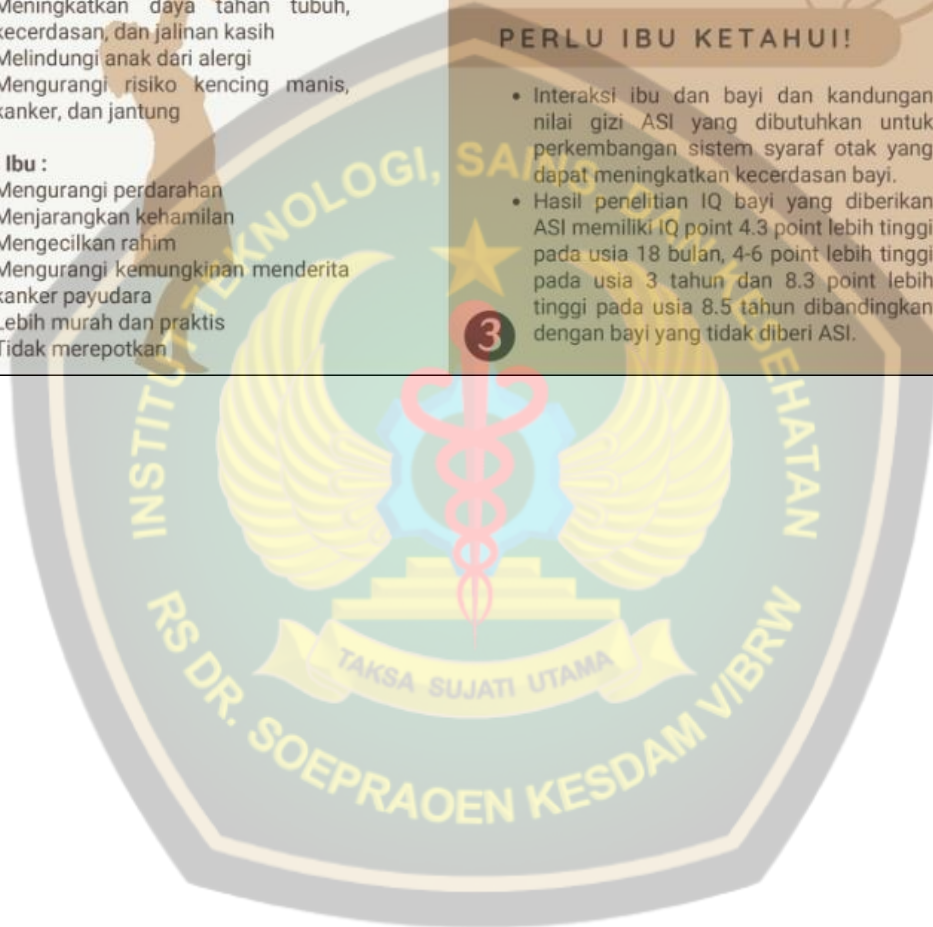 Meningkatkan daya tahan tubuh,
kecerdasan, dan jalinan kasih
Melindungi anak dari alergi
Mengurangi risiko kencing manis,
kanker, dan jantung
Ibu :
Mengurangi perdarahan
Menjarangkan kehamilan
Mengecilkan rahim
Mengurangi kemungkinan menderita
kanker payudara
Lebih murah dan praktis
Tidak merepotkan
PERLU IBU KETAHUI!
• Interaksi ibu dan bayi dan kandungan
nilai gizi ASI yang dibutuhkan untuk
perkembangan sistem syaraf otak yang
dapat meningkatkan kecerdasan bayi.
• Hasil penelitian IQ bayi yang diberikan
ASI memiliki IQ point 4.3 point lebih tinggi
pada usia 18 bulan, 4-6 point lebih tinggi
pada usia 3 tahun dan 8.3 point lebih
tinggi pada usia 8.5 tahun dibandingkan
dengan bayi yang tidak diberi ASI.
3
INSTITUT TEKNOLOGI, SAINS, DAN KESEHATAN
TAKSA SUJATI UTAMA
RS DR. SOEPRAOEN KESDAM V/BRW